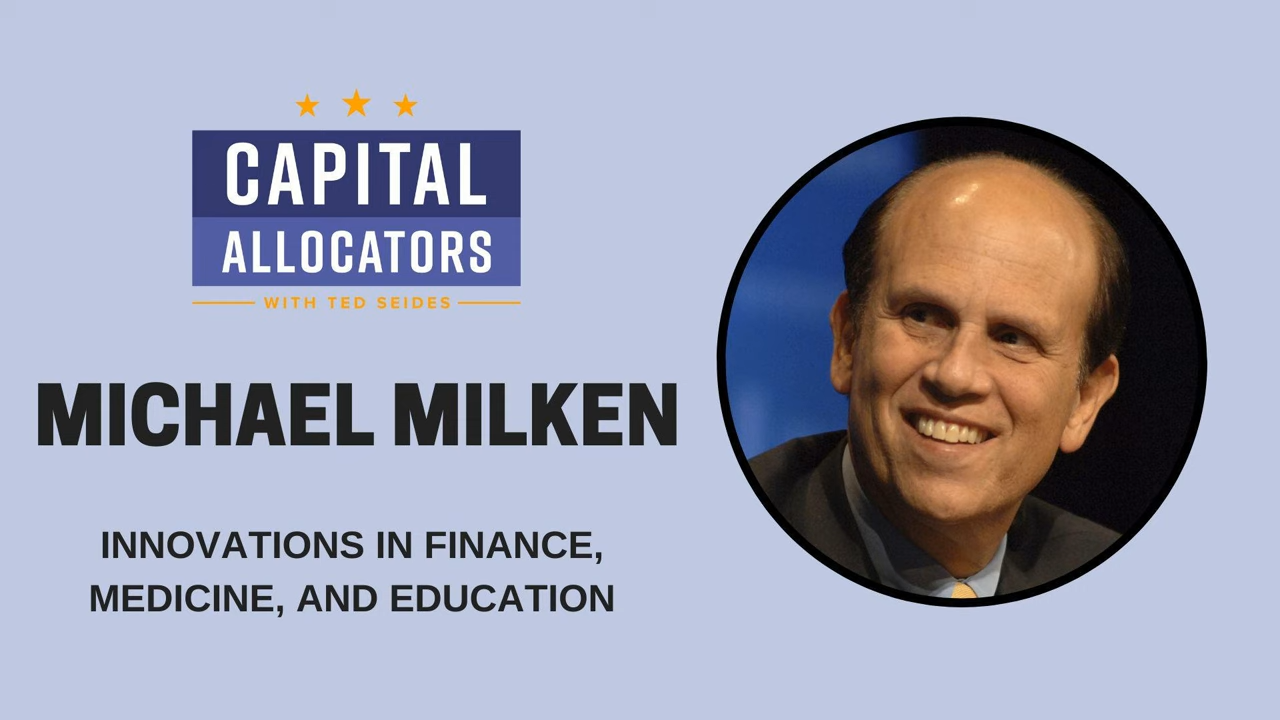 CAPITAL
ALLOCATORS
WITH TED SEIDES
MICHAEL MILKEN
INNOVATIONS IN FINANCE,
MEDICINE, AND EDUCATION